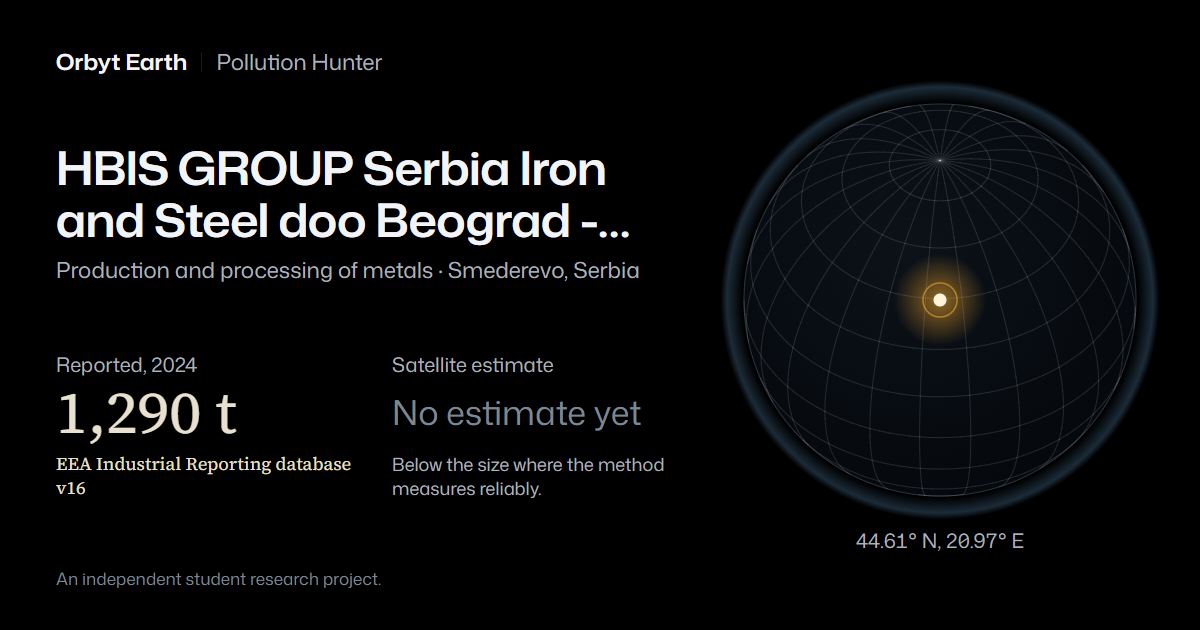 Orbyt Earth | Pollution Hunter
HBIS GROUP Serbia Iron
and Steel doo Beograd -...
Production and processing of metals · Smederevo, Serbia
Reported, 2024
1,290 t
EEA Industrial Reporting database
v16
Satellite estimate
No estimate yet
Below the size where the method
measures reliably.
44.61° N, 20.97° E
An independent student research project.